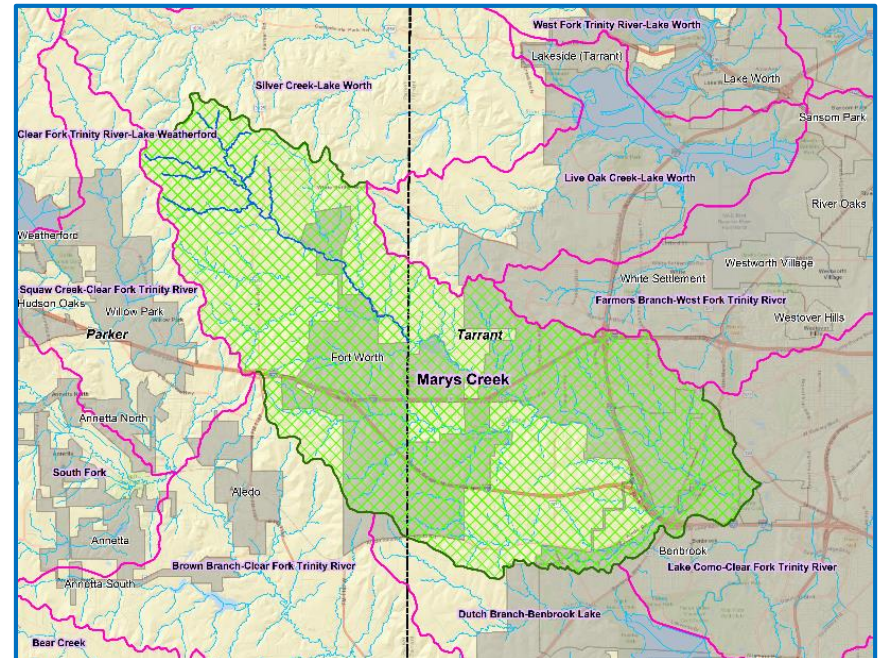 West Fork Trinity River-Lake Worth
Lakeside (Tarrant)
Lake Worth
Silver Creek-Lake Worth
Sansom Park
Clear Fork Trinity River-Lake Weatherford
Live Oak Creek-Lake Worth
River Oaks
Weatherford
Westworth Village
White Settlement
Squaw Creek-Clear Fork Trinity River
Farmers Branch-West Fork Trinity River
Hudson Oaks
Willow Park
Westover Hills
Parker
Tarrant
Fort Worth
Marys Creek
Annetta North
South Fork
Aledo
Annetta
Benbrook
Brown Branch-Clear Fork Trinity River
Lake Como-Clear Fork Trinity River
Annetta South
Dutch Branch-Benbrook Lake
Bear Creek